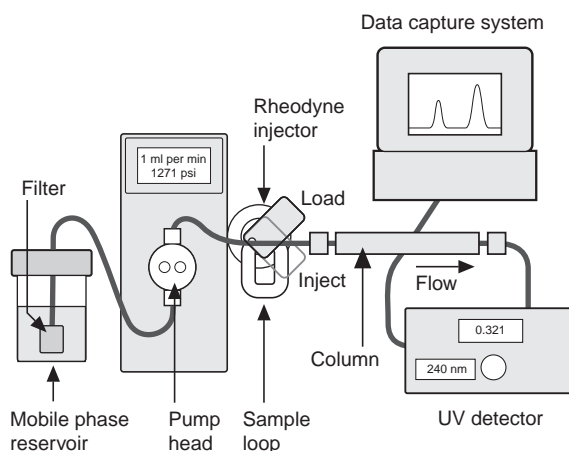 Data capture system
Rheodyne
injector
1 ml per min
1271 psi
Filter
Load
Inject
Flow
0.321
Column
240 nm
Mobile phase
reservoir
Pump
head
Sample
loop
UV detector